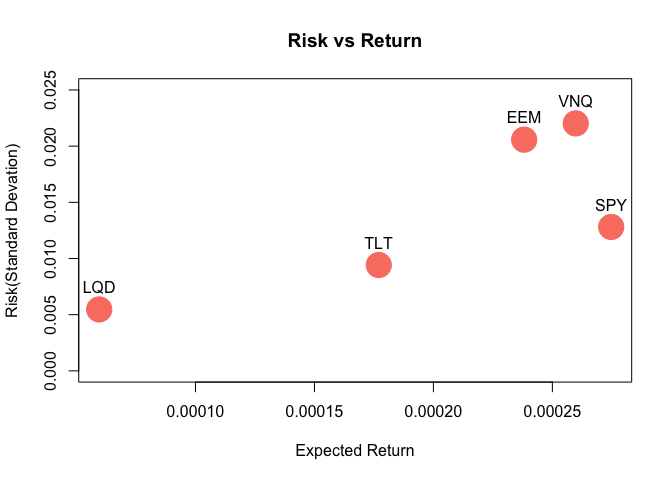 Risk vs Return
Risk(Standard Devation)
0.025
0.020
0.015
0.010
0.005
0.000
VNQ
EEM
SPY
TLT
LQD
0.00010 0.00015 0.00020 0.00025
Expected Return